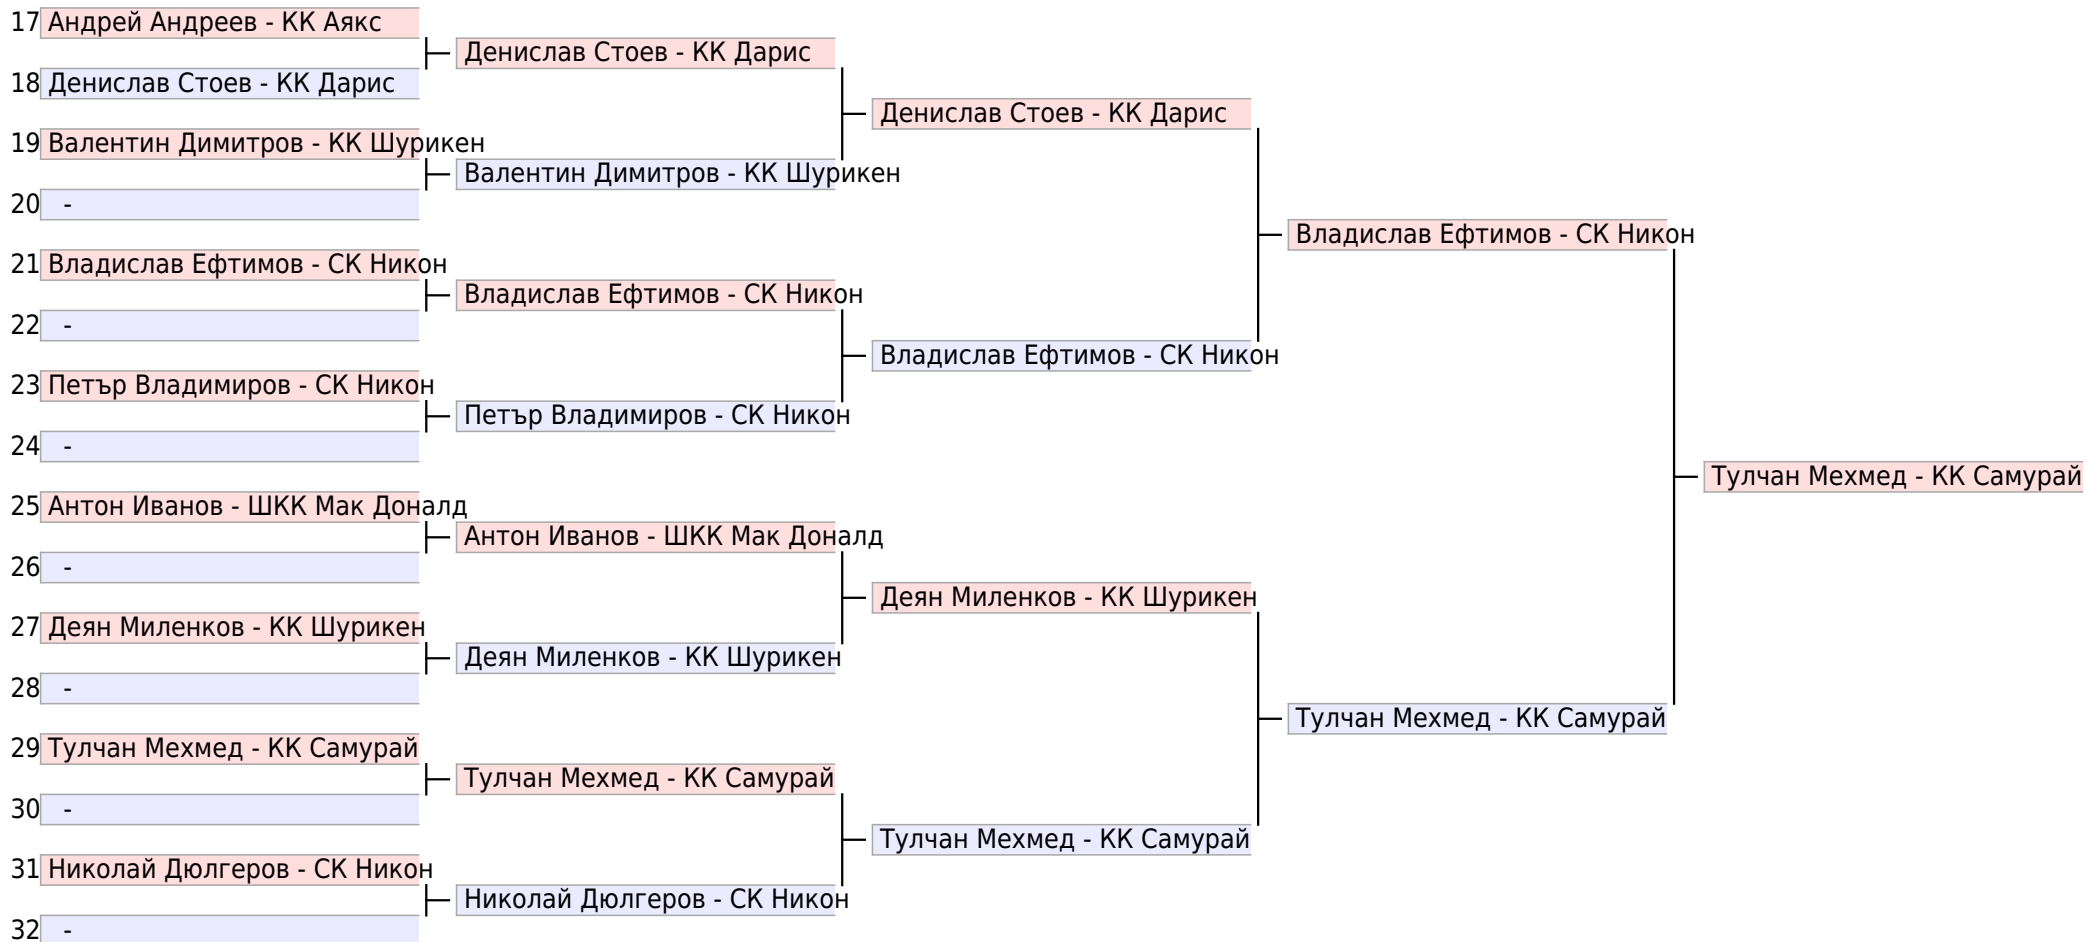 17 Андрей Андреев - КК Аякс
Денислав Стоев - КК Дарис
18 Денислав Стоев - КК Дарис
Денислав Стоев - КК Дарис
19 Валентин Димитров - КК Шурикен
Валентин Димитров - КК Шурикен
20 -
Владислав Ефтимов - СК Никон
21 Владислав Ефтимов - СК Никон
Владислав Ефтимов - СК Никон
22 -
Владислав Ефтимов - СК Никон
23 Петър Владимиров - СК Никон
Петър Владимиров - СК Никон
24 -
Тулчан Мехмед - КК Самурай
25 Антон Иванов - ШКК Мак Доналд
Антон Иванов - ШКК Мак Доналд
26 -
Деян Миленков - КК Шурикен
27 Деян Миленков - КК Шурикен
Деян Миленков - КК Шурикен
28 -
Тулчан Мехмед - КК Самурай
29 Тулчан Мехмед - КК Самурай
Тулчан Мехмед - КК Самурай
30 -
Тулчан Мехмед - КК Самурай
31 Николай Дюлгеров - СК Никон
Николай Дюлгеров - СК Никон
32 -